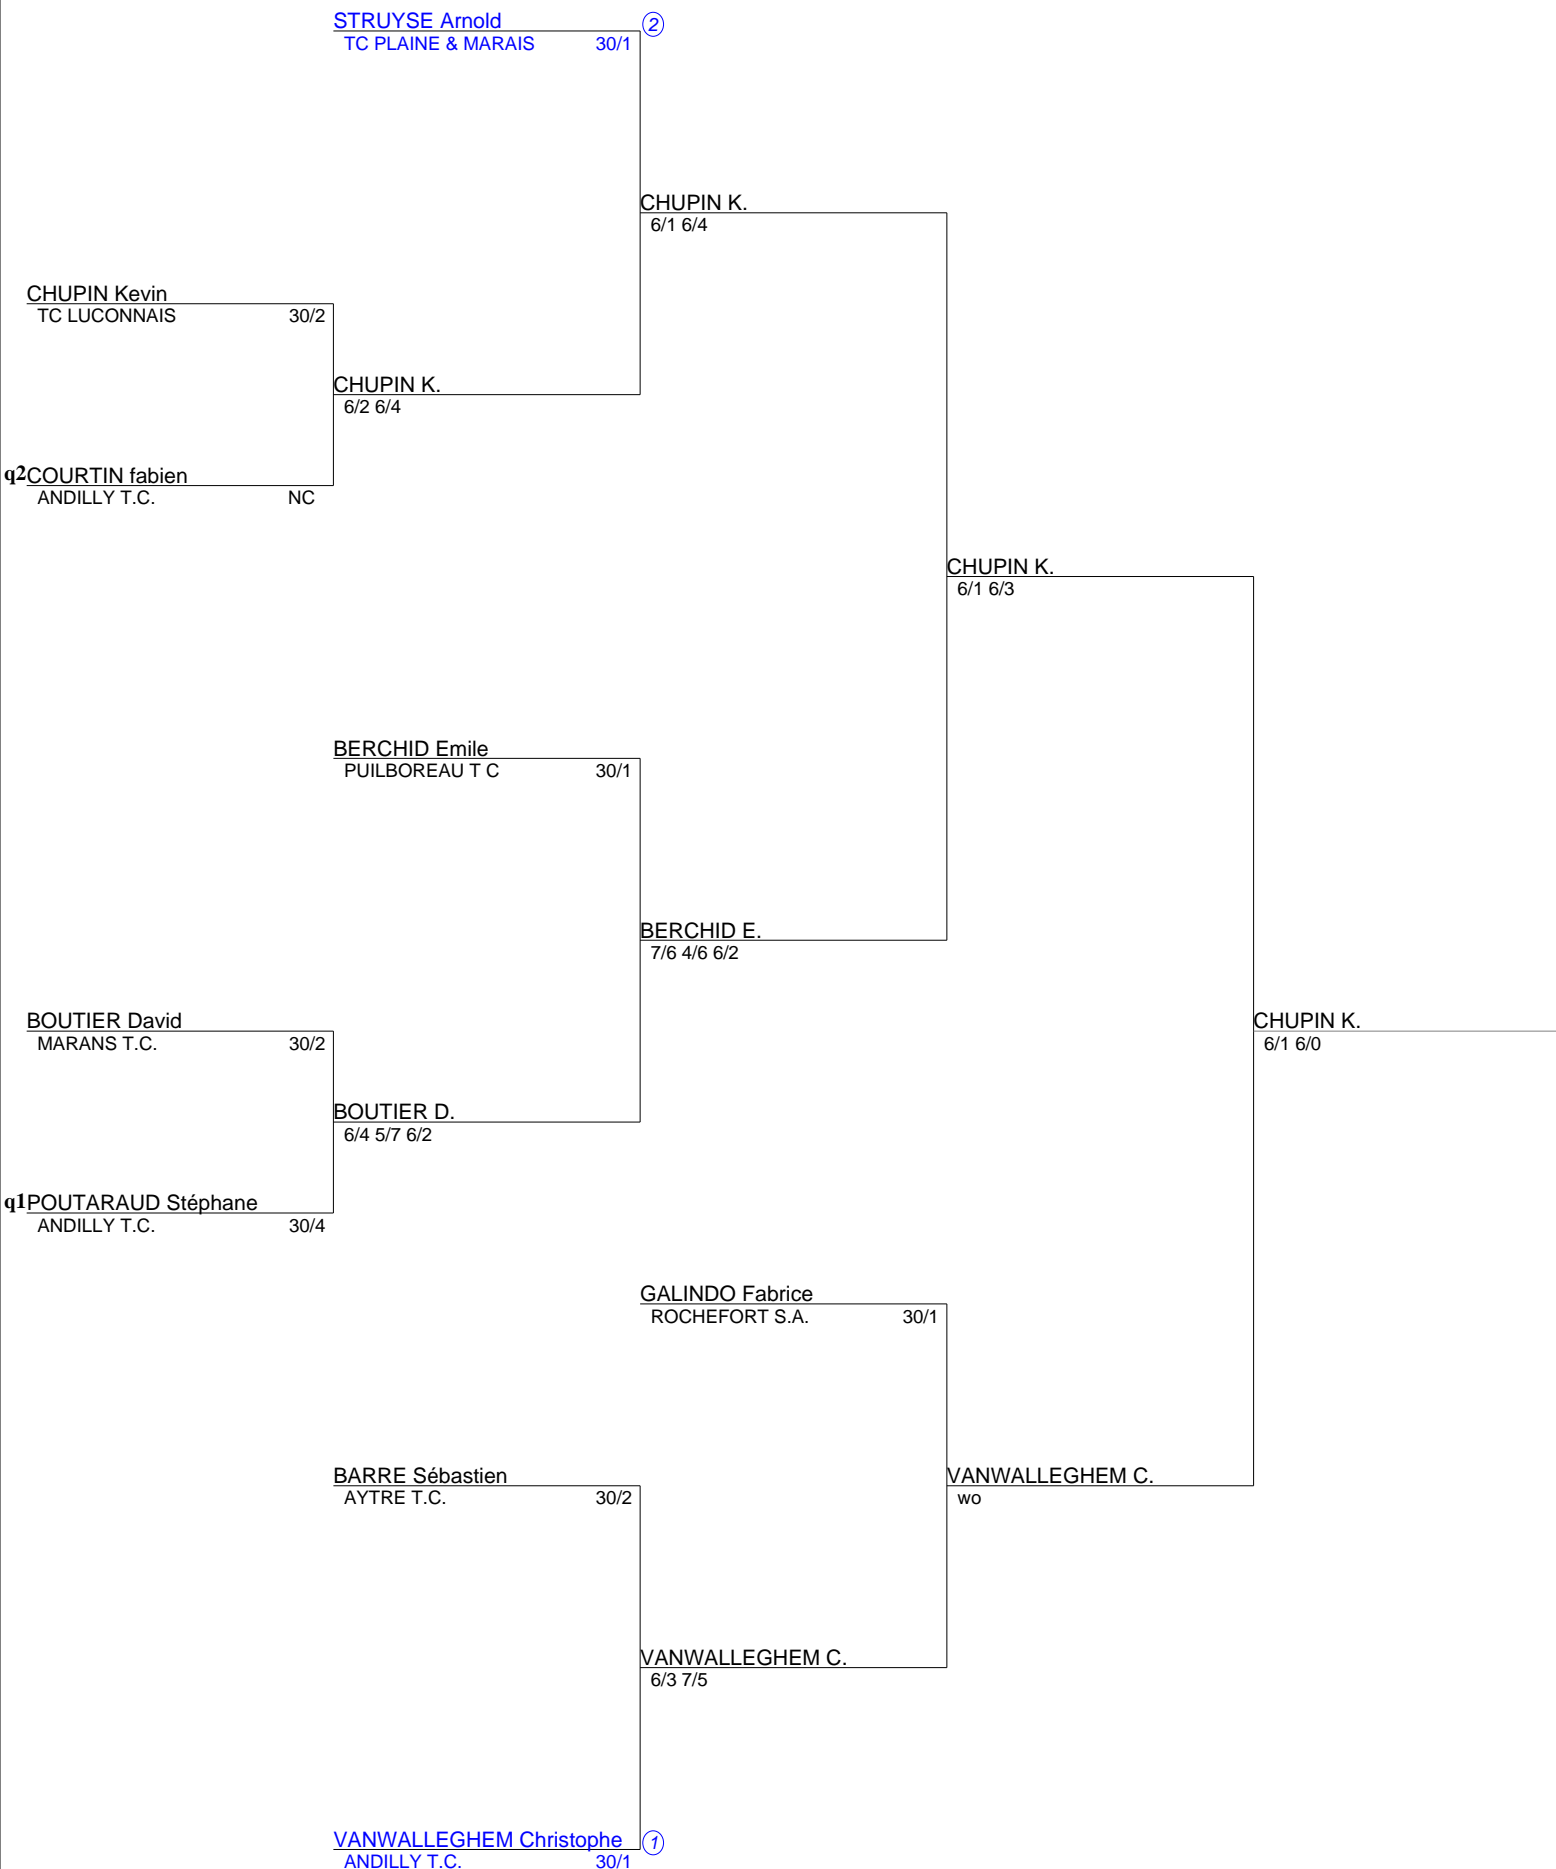 STRUYSE Arnold 2
TC PLAINE & MARAIS 30/1
CHUPIN K.
6/1 6/4
CHUPIN Kevin
TC LUCONNAIS 30/2
CHUPIN K.
6/2 6/4
q2 COURTIN fabien
ANDILLY T.C. NC
CHUPIN K.
6/1 6/3
BERCHID Emile
PUILBOREAU T C 30/1
BERCHID E.
7/6 4/6 6/2
BOUTIER David
MARANS T.C. 30/2
CHUPIN K.
6/1 6/0
BOUTIER D.
6/4 5/7 6/2
q1 POUTARAUD Stéphane
ANDILLY T.C. 30/4
GALINDO Fabrice
ROCHEFORT S.A. 30/1
BARRE Sébastien
AYTRE T.C. 30/2
VANWALLEGHEM C.
wo
VANWALLEGHEM C.
6/3 7/5
VANWALLEGHEM Christophe 1
ANDILLY T.C. 30/1